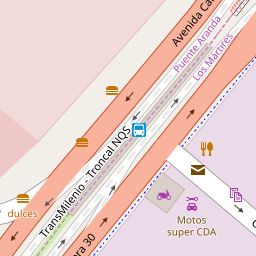 Avenida Ca
Puente Aranda
Los Mártires
TransMilenio - Troncal NQS
dulces
ra 30
Motos
super CDA